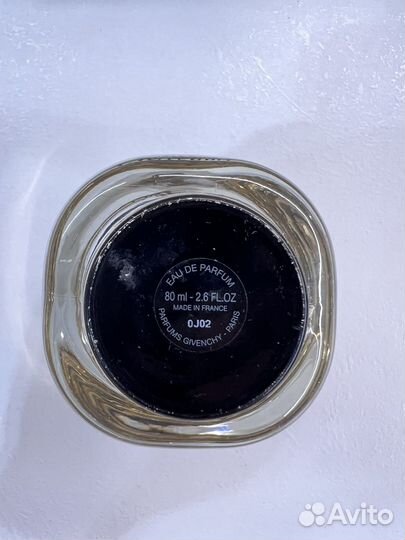 EAU DE PARFUM
80 ml - 2.6 FL.OZ
MADE IN FRANCE
0J02
PARFUMS GIVENCHY - PARIS
Avito